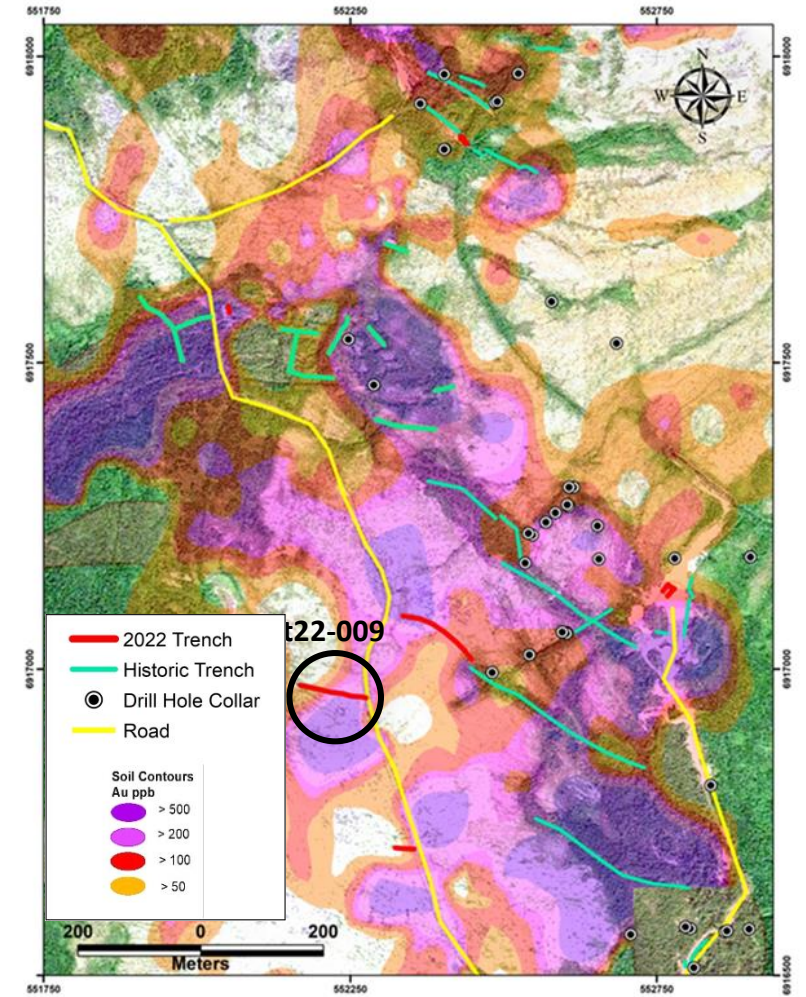 551750 552250 552750
6918000 6918000
N
W E
S
6917500 6917500
t22-009
2022 Trench
Historic Trench
Drill Hole Collar
Road
Soil Contours
Au ppb
> 500
> 200
> 100
> 50
6917000 6917000
200 0 200
Meters
6916500
551750 552250 552750